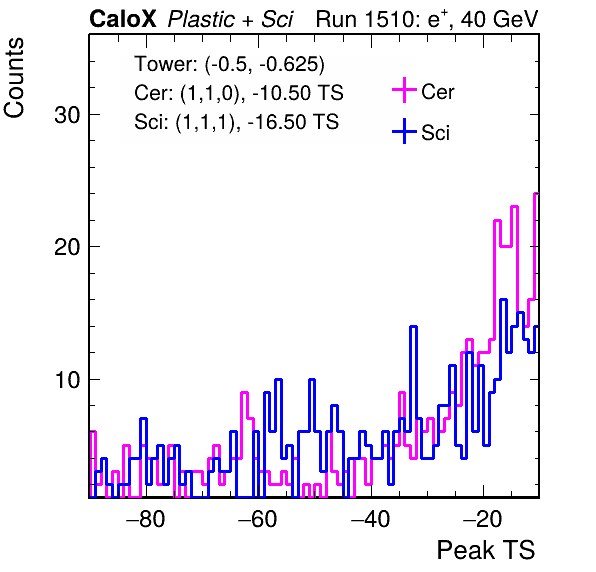 CaloX Plastic + Sci Run 1510: e+, 40 GeV
Counts
Tower: (-0.5, -0.625)
Cer: (1,1,0), -10.50 TS
Sci: (1,1,1), -16.50 TS
Cer
Sci
30
20
10
−80 −60 −40 −20
Peak TS